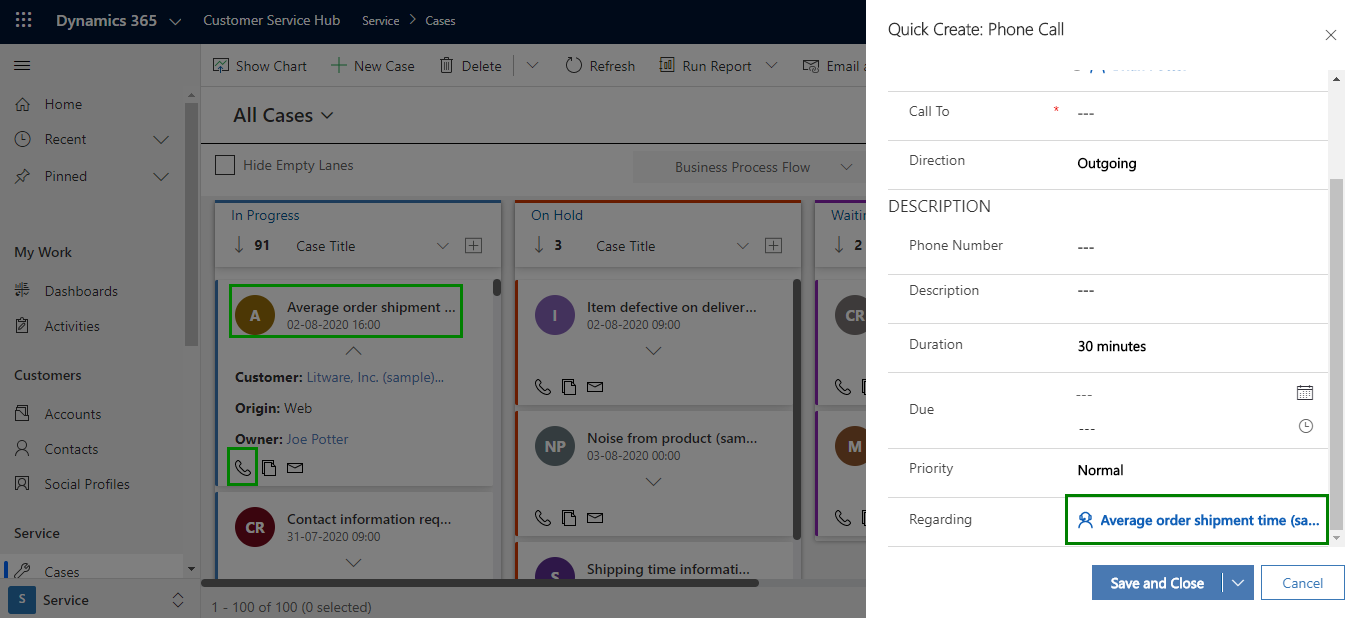 Dynamics 365
Customer Service Hub
Service > Cases
Show Chart
New Case
Delete
Refresh
Run Report
Email a
Home
Recent
Pinned
My Work
Dashboards
Activities
Customers
Accounts
Contacts
Social Profiles
Service
Cases
S Service
All Cases
Hide Empty Lanes
Business Process Flow
In Progress
91 Case Title
A Average order shipment ...
02-08-2020 16:00
Customer: Litware, Inc. (sample)...
Origin: Web
Owner: Joe Potter
CR Contact information req...
31-07-2020 09:00
On Hold
3 Case Title
I Item defective on deliver...
02-08-2020 09:00
NP Noise from product (sam...
03-08-2020 00:00
S Shipping time informati...
Waitin
2
CR
M
1 - 100 of 100 (0 selected)
Quick Create: Phone Call
Call To * ---
Direction Outgoing
DESCRIPTION
Phone Number ---
Description ---
Duration 30 minutes
Due ---
---
Priority Normal
Regarding Average order shipment time (sa...
Save and Close
Cancel